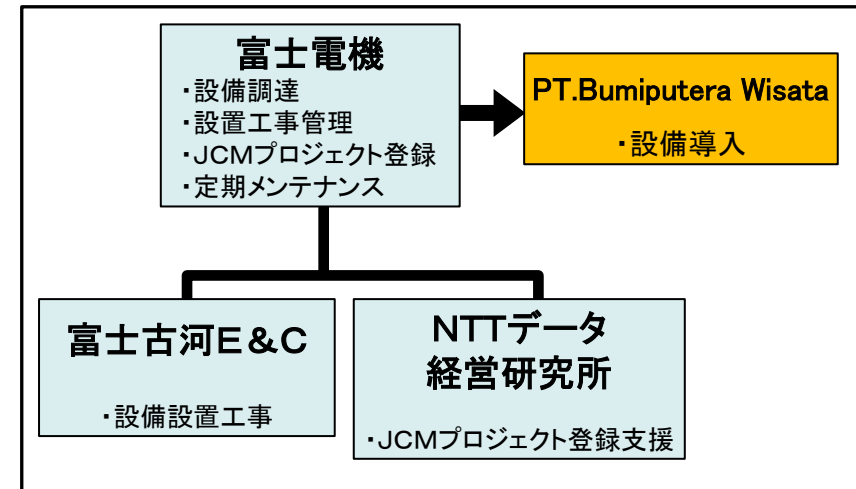 富士電機
・設備調達
・設置工事管理
・JCMプロジェクト登録
・定期メンテナンス
PT.Bumiputera Wisata
・設備導入
富士古河E&C
・設備設置工事
NTTデータ
経営研究所
・JCMプロジェクト登録支援